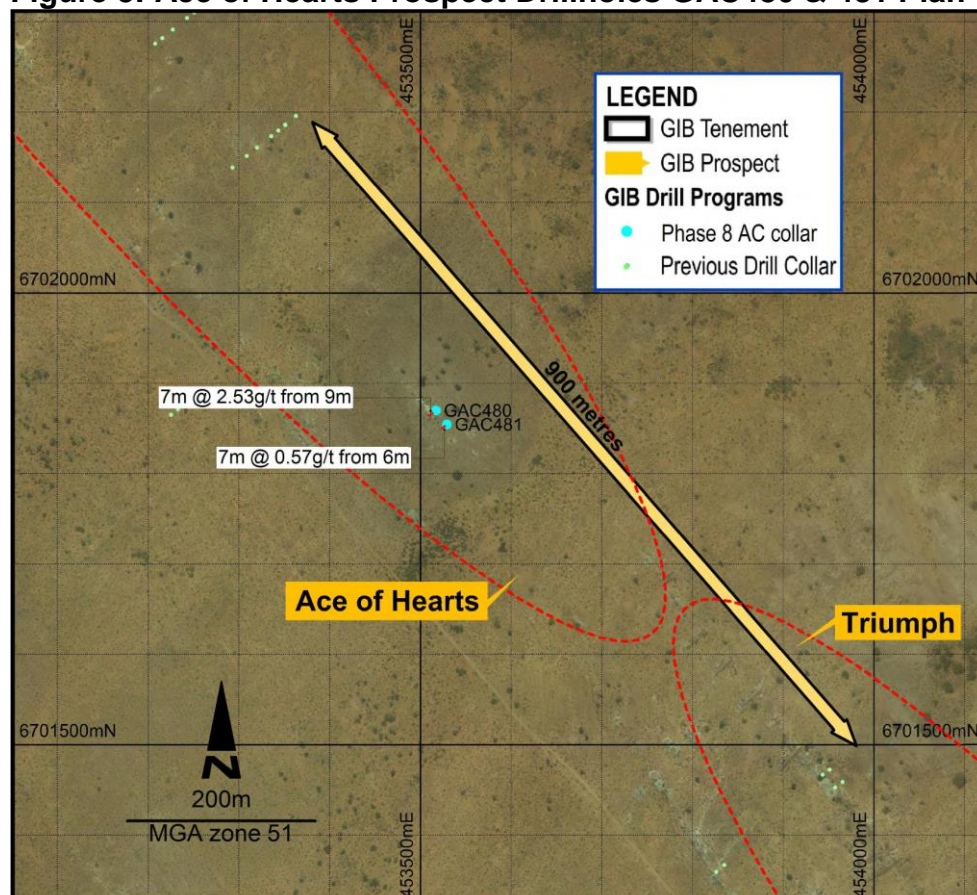 453500mE
454000mE
LEGEND
GIB Tenement
GIB Prospect
GIB Drill Programs
Phase 8 AC collar
Previous Drill Collar
6702000mN
6702000mN
900 metres
7m @ 2.53g/t from 9m
GAC480
GAC481
7m @ 0.57g/t from 6m
Ace of Hearts
Triumph
6701500mN
6701500mN
N
200m
MGA zone 51
453500mE
454000mE